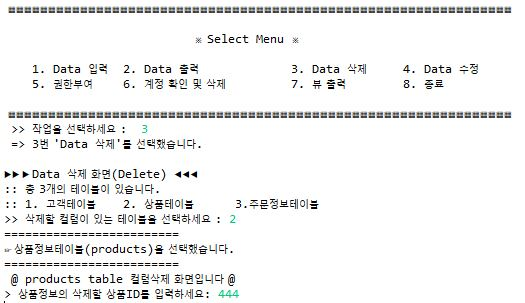 ==========================================================
※ Select Menu ※
1. Data 입력 2. Data 출력 3. Data 삭제 4. Data 수정
5. 권한부여 6. 계정 확인 및 삭제 7. 뷰 출력 8. 종료
==========================================================
>> 작업을 선택하세요 : 3
=> 3번 'Data 삭제'를 선택했습니다.
▶▶▶Data 삭제 화면(Delete) ◀◀◀
:: 총 3개의 테이블이 있습니다.
:: 1. 고객테이블 2. 상품테이블 3.주문정보테이블
>> 삭제할 컬럼이 있는 테이블을 선택하세요 : 2
=========================
☞상품정보테이블(products)을 선택했습니다.
=========================
@ products table 컬럼삭제 화면입니다@
> 상품정보의 삭제할 상품ID를 입력하세요: 444